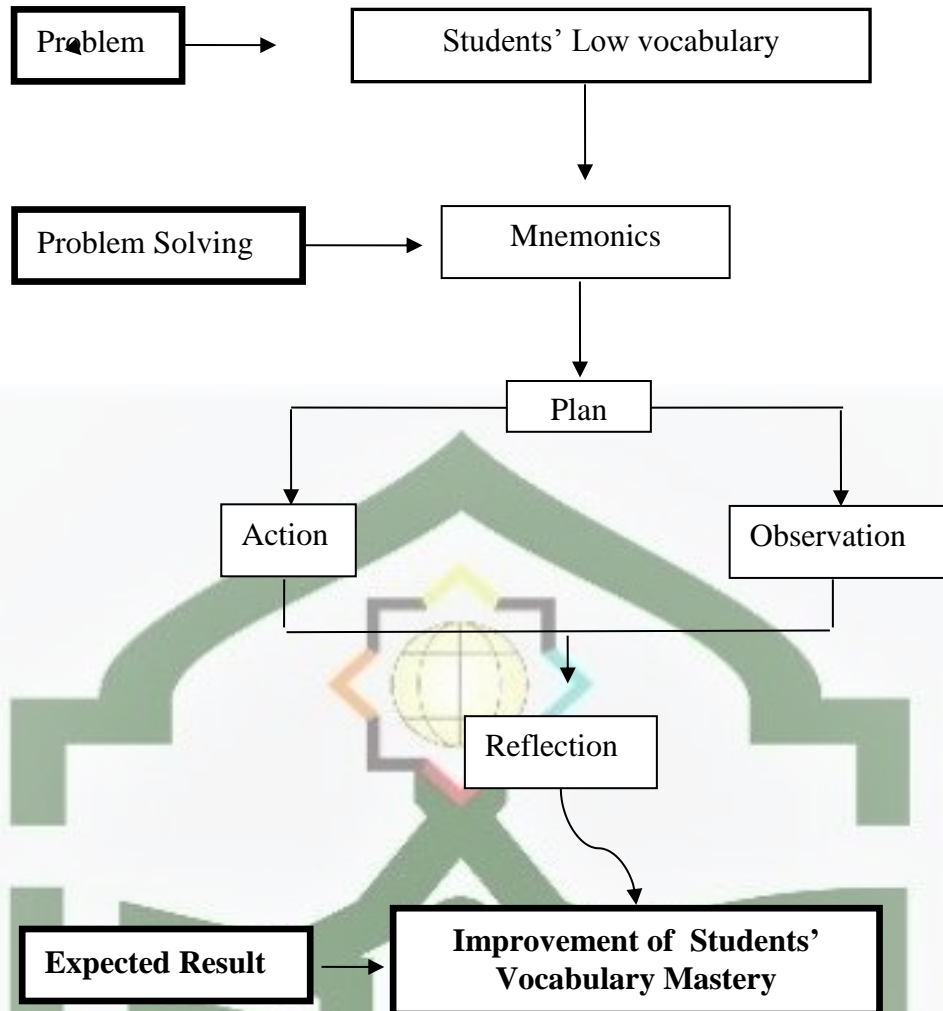 Problem
Students’ Low vocabulary
Problem Solving
Mnemonics
Plan
Action
Observation
Reflection
Expected Result
Improvement of Students’
Vocabulary Mastery